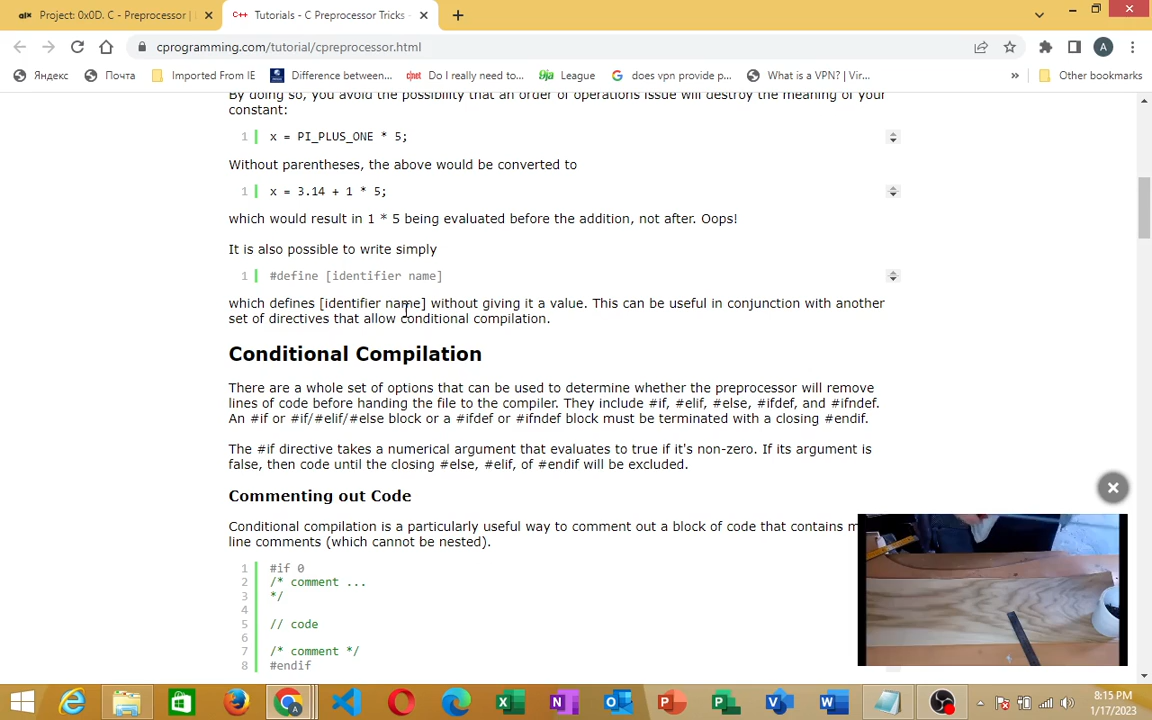 Project: 0x0D. C - Preprocessor |
Tutorials - C Preprocessor Tricks
cprogramming.com/tutorial/cpreprocessor.html
A
Яндекс
Почта
Imported From IE
Difference between...
Do I really need to...
League
does vpn provide p...
What is a VPN? | Vir...
»
Other bookmarks
By doing so, you avoid the possibility that an order of operations issue will destroy the meaning of your
constant:
1 x = PI_PLUS_ONE * 5;
Without parentheses, the above would be converted to
1 x = 3.14 + 1 * 5;
which would result in 1 * 5 being evaluated before the addition, not after. Oops!
It is also possible to write simply
1 #define [identifier name]
which defines [identifier name] without giving it a value. This can be useful in conjunction with another
set of directives that allow conditional compilation.
Conditional Compilation
There are a whole set of options that can be used to determine whether the preprocessor will remove
lines of code before handing the file to the compiler. They include #if, #elif, #else, #ifdef, and #ifndef.
An #if or #if/#elif/#else block or a #ifdef or #ifndef block must be terminated with a closing #endif.
The #if directive takes a numerical argument that evaluates to true if it's non-zero. If its argument is
false, then code until the closing #else, #elif, of #endif will be excluded.
Commenting out Code
Conditional compilation is a particularly useful way to comment out a block of code that contains
line comments (which cannot be nested).
1 #if 0
2 /* comment ...
3 */
4
5 // code
6
7 /* comment */
8 #endif
8:15 PM
1/17/2023